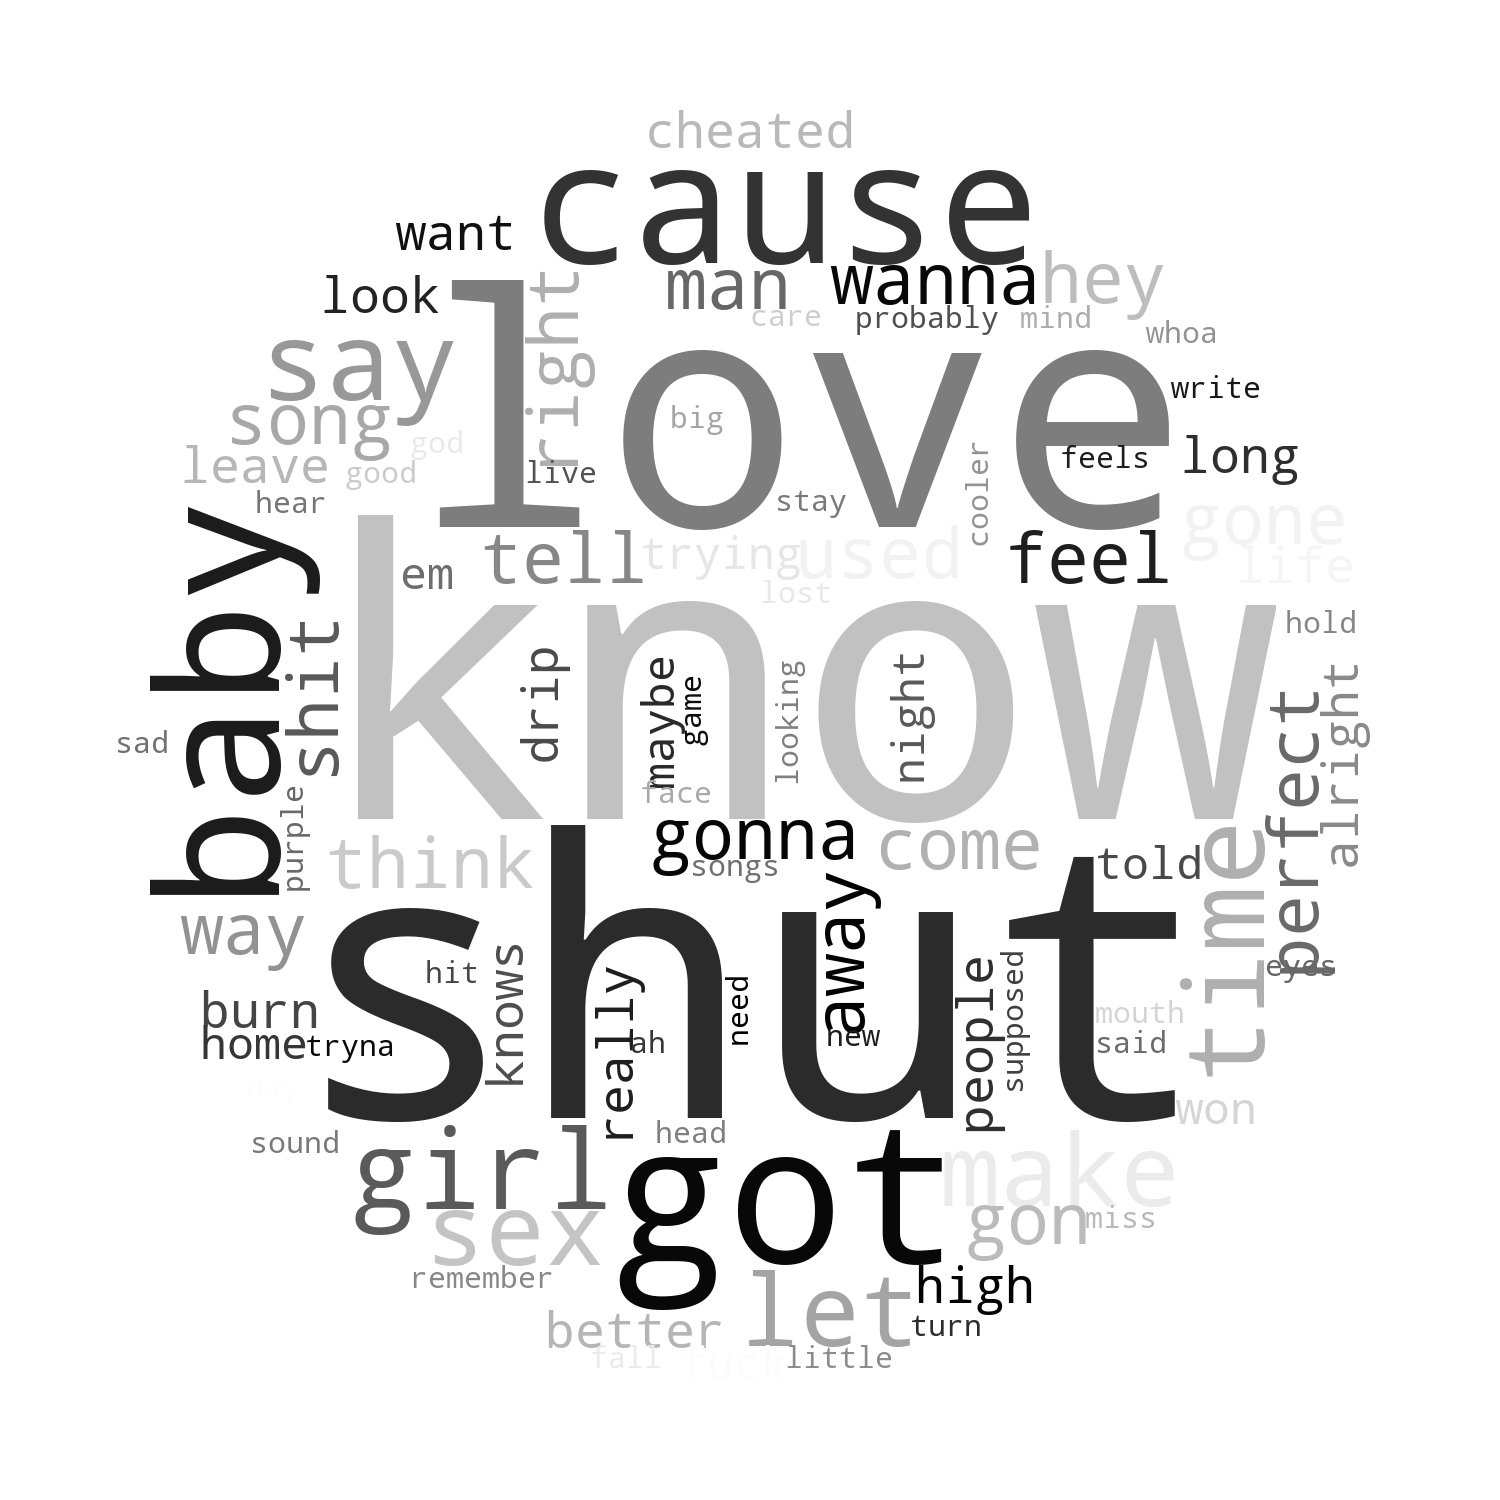 cheated
cause
want
man
wanna
hey
look
right
care
probably
mind
whoa
love
say
write
song
big
god
feels
long
leave
good
live
cooler
hear
stay
gone
baby
tell
trying
used
feel
life
em
lost
know
hold
shit
drip
maybe
game
looking
night
sad
perfect
alright
face
purple
gonna
think
come
told
songs
time
shut
way
away
hit
knows
really
need
people
supposed
eyes
burn
mouth
home
tryna
ah
new
said
won
sound
head
girl
got
make
sex
gon
miss
remember
high
let
better
turn
fall
fuck
little